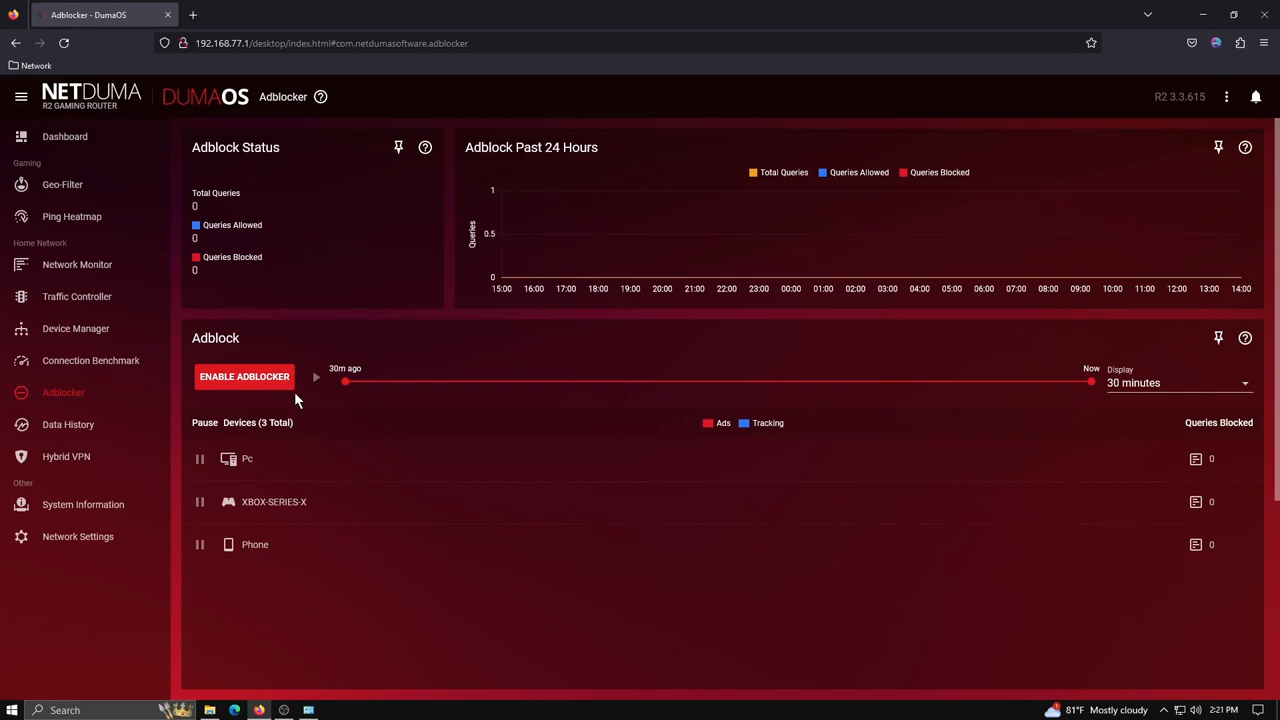 Adblocker - DumaOS
192.168.77.1/desktop/index.html#com.netdumasoftware.adblocker
Network
NETDUMA
R2 GAMING ROUTER
DUMAOS
Adblocker
R2 3.3.615
Dashboard
Gaming
Geo-Filter
Ping Heatmap
Home Network
Network Monitor
Traffic Controller
Device Manager
Connection Benchmark
Adblocker
Data History
Hybrid VPN
Other
System Information
Network Settings
Adblock Status
Total Queries
0
Queries Allowed
0
Queries Blocked
0
Adblock Past 24 Hours
Total Queries Queries Allowed Queries Blocked
Queries
1
0.5
0
15:00 16:00 17:00 18:00 19:00 20:00 21:00 22:00 23:00 00:00 01:00 02:00 03:00 04:00 05:00 06:00 07:00 08:00 09:00 10:00 11:00 12:00 13:00 14:00
Adblock
ENABLE ADBLOCKER
30m ago
Now
Display
30 minutes
Pause Devices (3 Total) Ads Tracking Queries Blocked
Pc 0
XBOX-SERIES-X 0
Phone 0
Search
81°F Mostly cloudy
2:21 PM